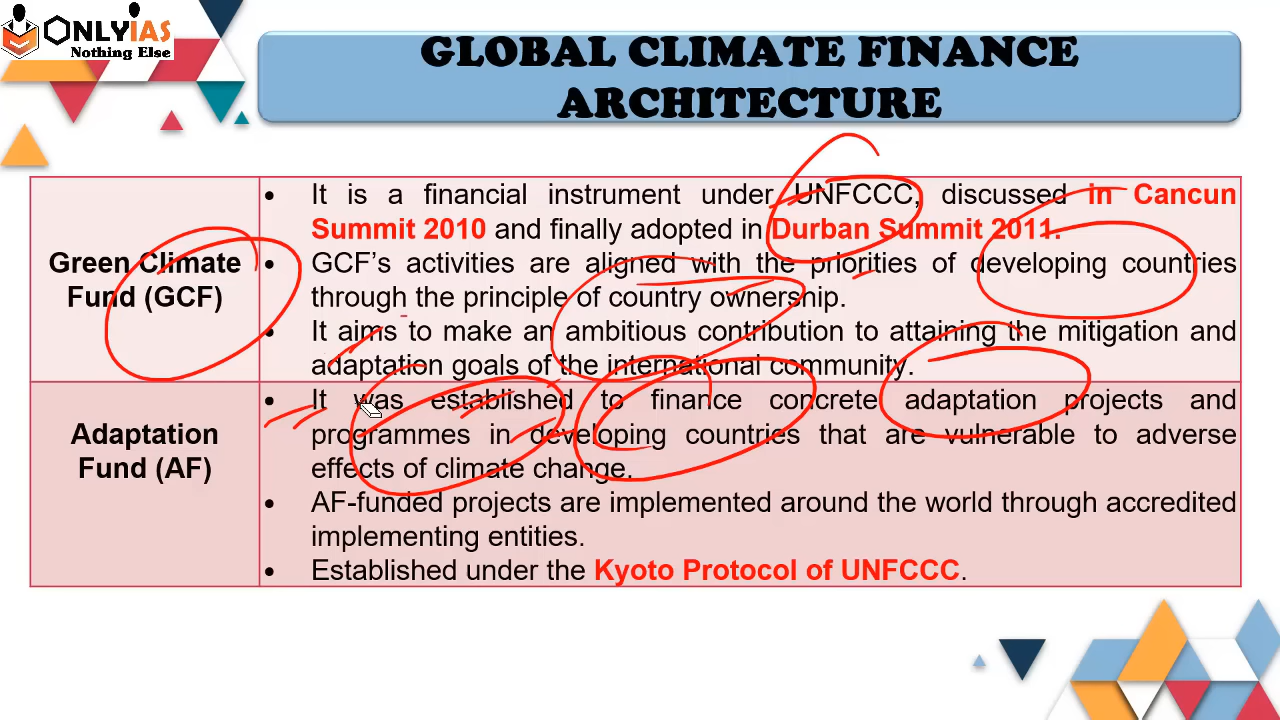 ONLYIAS
Nothing Else
GLOBAL CLIMATE FINANCE
ARCHITECTURE
Green Climate
Fund (GCF)
• It is a financial instrument under UNFCCC, discussed in Cancun
Summit 2010 and finally adopted in Durban Summit 2011.
• GCF’s activities are aligned with the priorities of developing countries
through the principle of country ownership.
• It aims to make an ambitious contribution to attaining the mitigation and
adaptation goals of the international community.
Adaptation
Fund (AF)
• It was established to finance concrete adaptation projects and
programmes in developing countries that are vulnerable to adverse
effects of climate change.
• AF-funded projects are implemented around the world through accredited
implementing entities.
• Established under the Kyoto Protocol of UNFCCC.